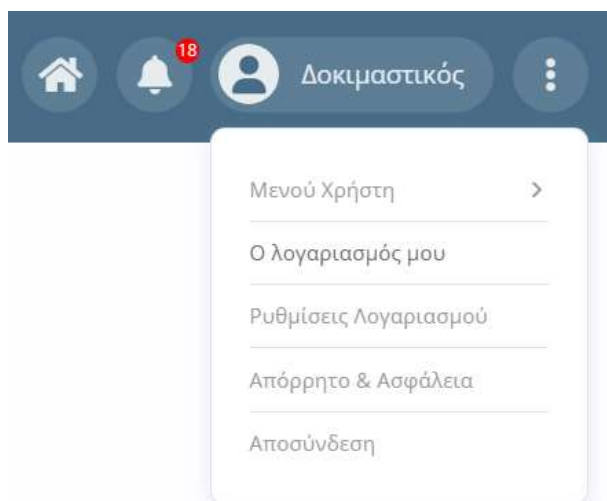 18
Δοκιμαστικός
Μενού Χρήστη
Ο λογαριασμός μου
Ρυθμίσεις Λογαριασμού
Απόρρητο & Ασφάλεια
Αποσύνδεση